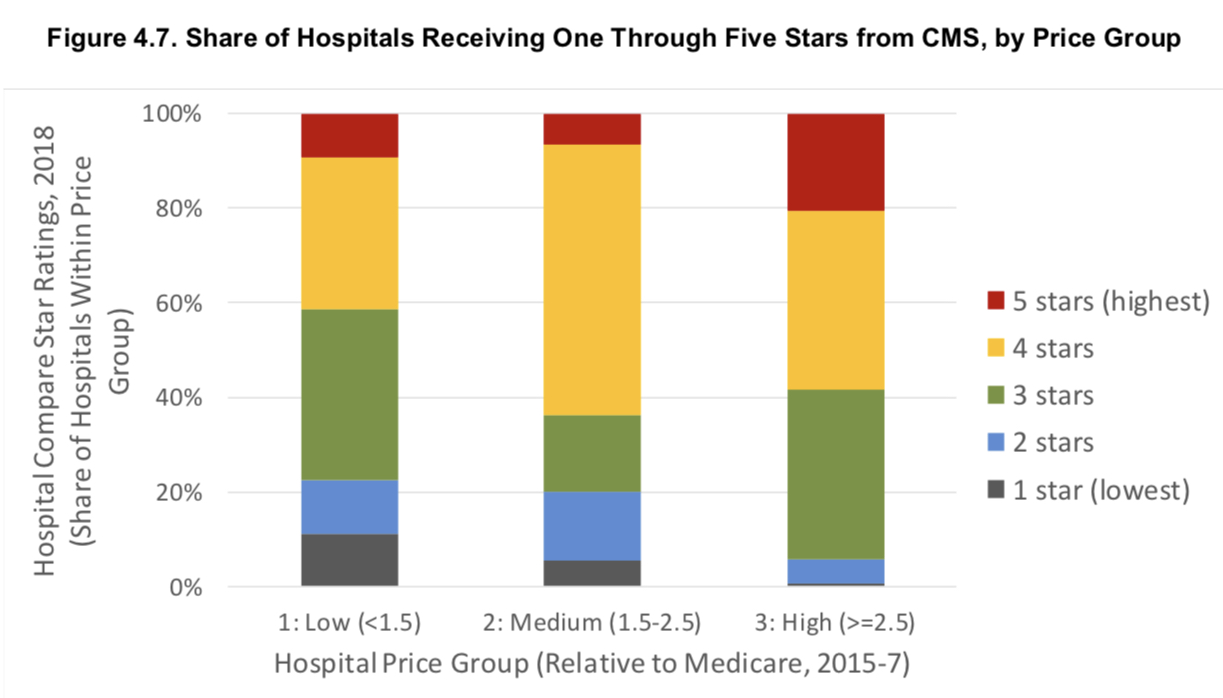 Figure 4.7. Share of Hospitals Receiving One Through Five Stars from CMS, by Price Group
Hospital Compare Star Ratings, 2018
(Share of Hospitals Within Price
Group)
100%
80%
60%
40%
20%
0%
1: Low (<1.5)
2: Medium (1.5-2.5)
3: High (>=2.5)
Hospital Price Group (Relative to Medicare, 2015-7)
5 stars (highest)
4 stars
3 stars
2 stars
1 star (lowest)